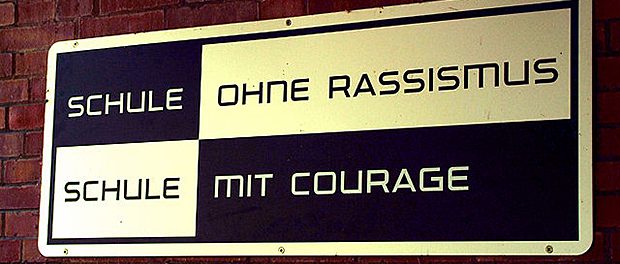 SCHULE OHNE RASSISMUS
SCHULE MIT COURAGE